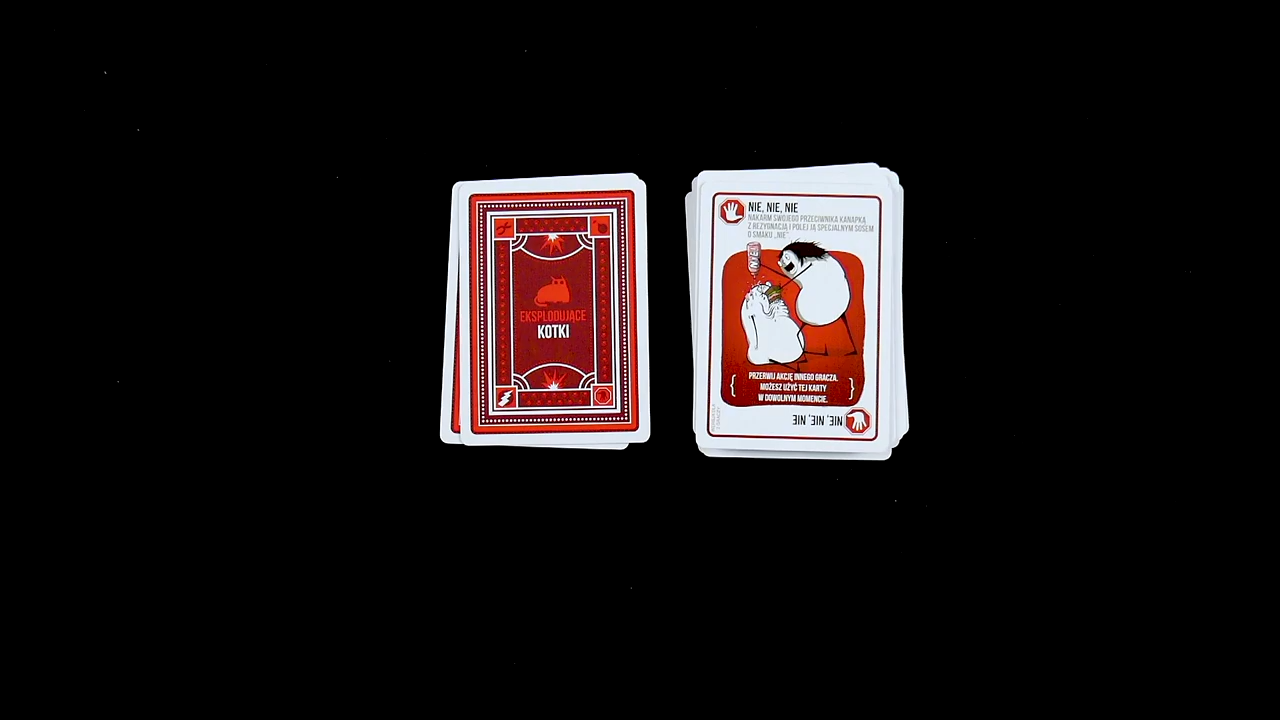 EKSPLODUJĄCE
KOTKI
NIE, NIE, NIE
NAKARM SWOJEGO PRZECIWNIKA KANAPKĄ
Z REZYGNACJĄ I POLEJ JĄ SPECJALNYM SOSEM
O SMAKU „NIE”
NIE!
PRZERWIJ AKCJĘ INNEGO GRACZA.
MOŻESZ UŻYĆ TEJ KARTY
W DOWOLNYM MOMENCIE.
NIE, NIE, NIE